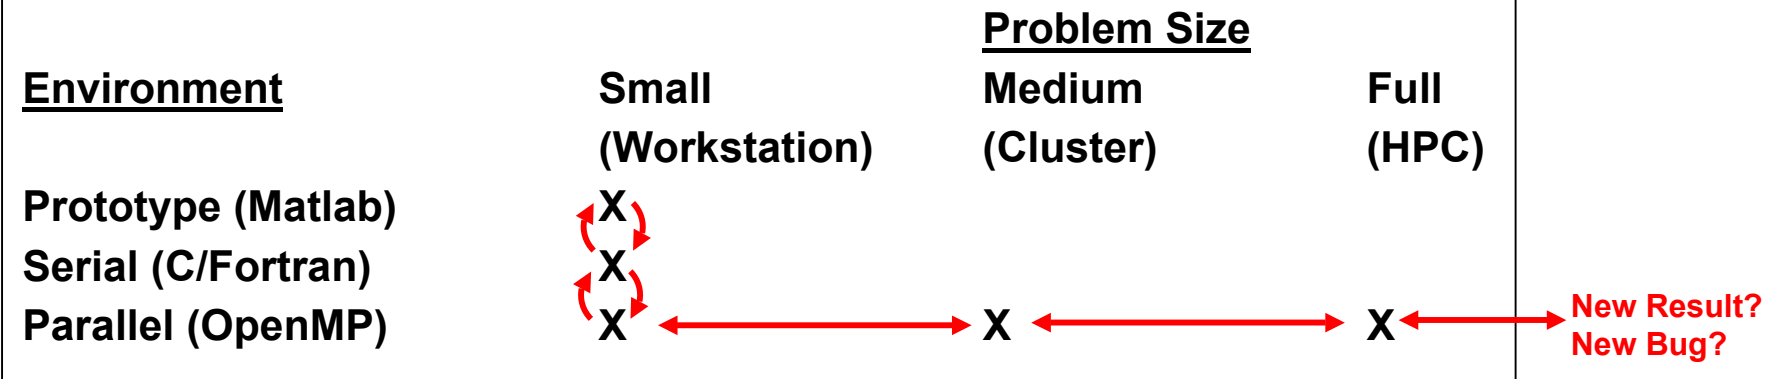 Problem Size
Environment Small Medium Full
(Workstation) (Cluster) (HPC)
Prototype (Matlab) X
Serial (C/Fortran) X
Parallel (OpenMP) X X X
New Result?
New Bug?